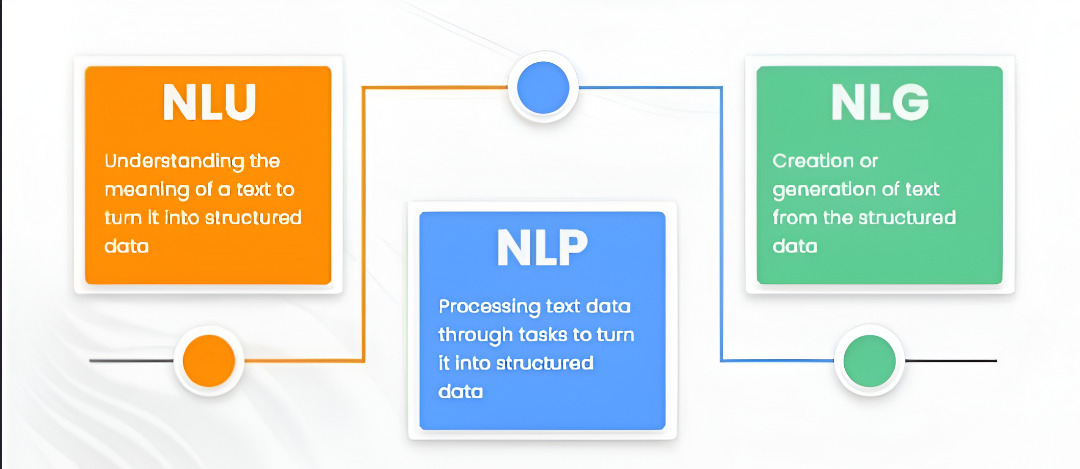 NLU
Understanding the
meaning of a text to
turn it into structured
data
NLP
Processing text data
through tasks to turn
it into structured
data
NLG
Creation or
generation of text
from the structured
data